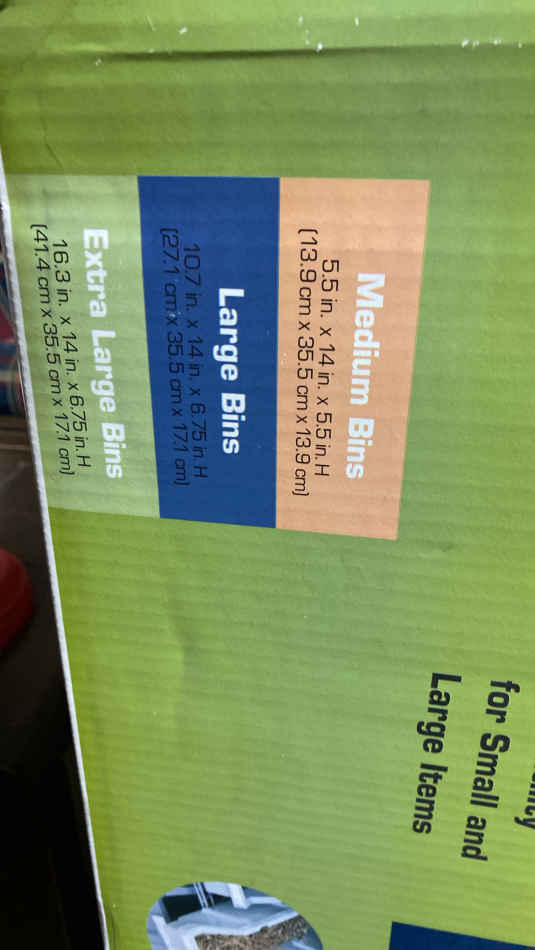 Medium Bins
5.5 in. x 14 in. x 5.5 in. H
(13.9 cm x 35.5 cm x 13.9 cm)
Large Bins
10.7 in. x 14 in. x 6.75 in. H
(27.1 cm x 35.5 cm x 17.1 cm)
Extra Large Bins
16.3 in. x 14 in. x 6.75 in. H
(41.4 cm x 35.5 cm x 17.1 cm)
for Small and
Large Items